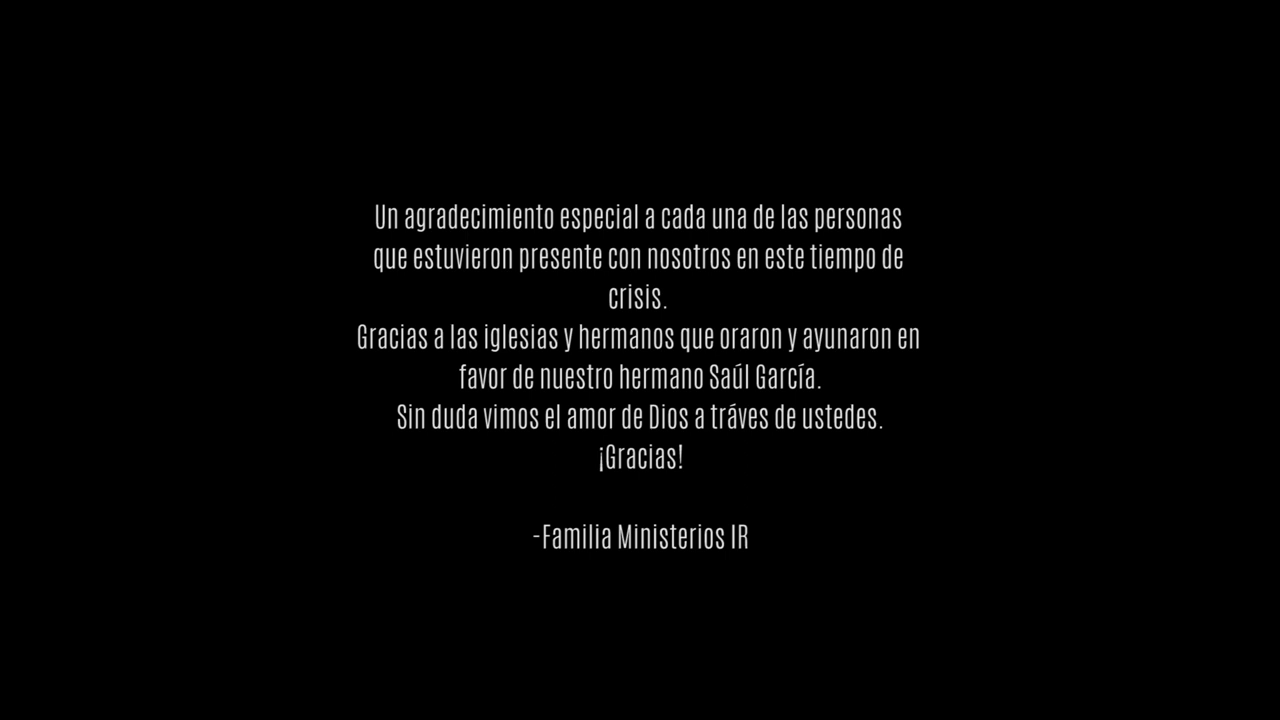 Un agradecimiento especial a cada una de las personas
que estuvieron presente con nosotros en este tiempo de
crisis.
Gracias a las iglesias y hermanos que oraron y ayunaron en
favor de nuestro hermano Saúl García.
Sin duda vimos el amor de Dios a tráves de ustedes.
¡Gracias!
-Familia Ministerios IR